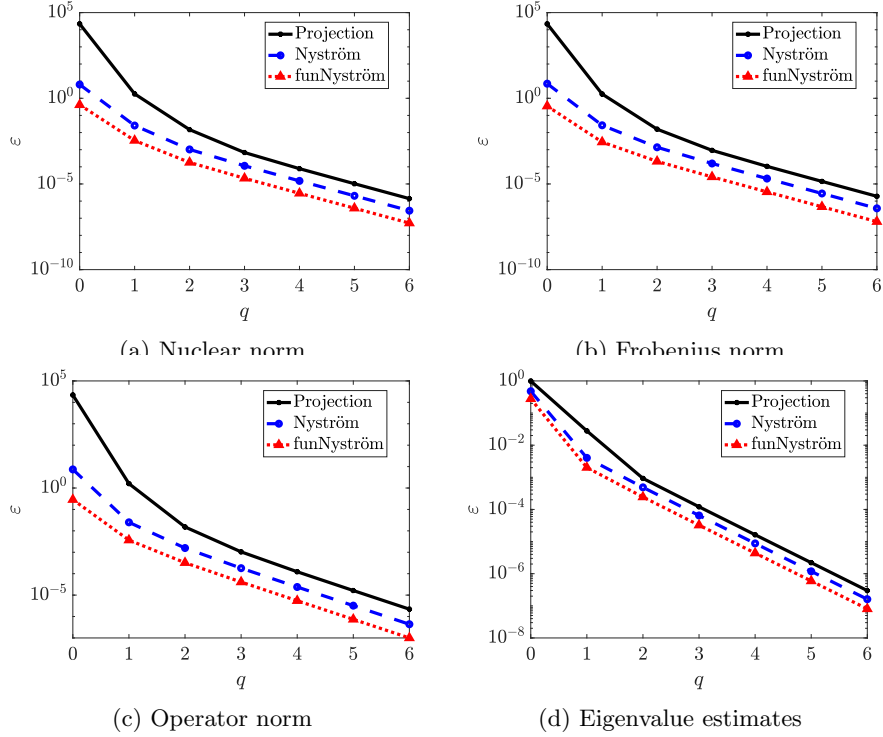 10^5
10^0
10^-5
10^-10
ε
0 1 2 3 4 5 6
q
Projection
Nyström
funNyström
(a) Nuclear norm
10^5
10^0
10^-5
10^-10
ε
0 1 2 3 4 5 6
q
Projection
Nyström
funNyström
(b) Frobenius norm
10^5
10^0
10^-5
ε
0 1 2 3 4 5 6
q
Projection
Nyström
funNyström
(c) Operator norm
10^0
10^-2
10^-4
10^-6
10^-8
ε
0 1 2 3 4 5 6
q
Projection
Nyström
funNyström
(d) Eigenvalue estimates